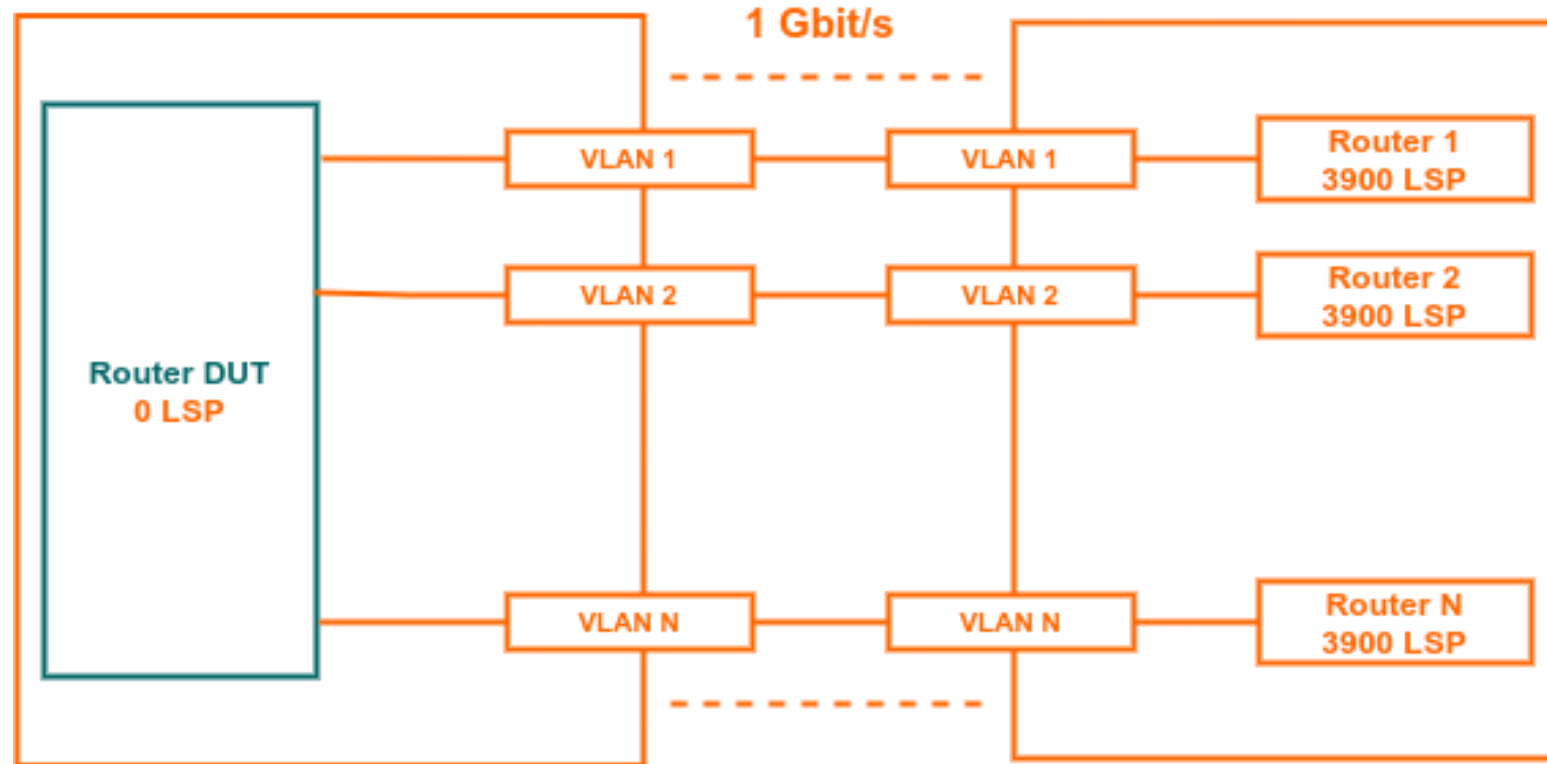 1 Gbit/s
VLAN 1
VLAN 1
Router 1
3900 LSP
VLAN 2
VLAN 2
Router 2
3900 LSP
Router DUT
0 LSP
VLAN N
VLAN N
Router N
3900 LSP